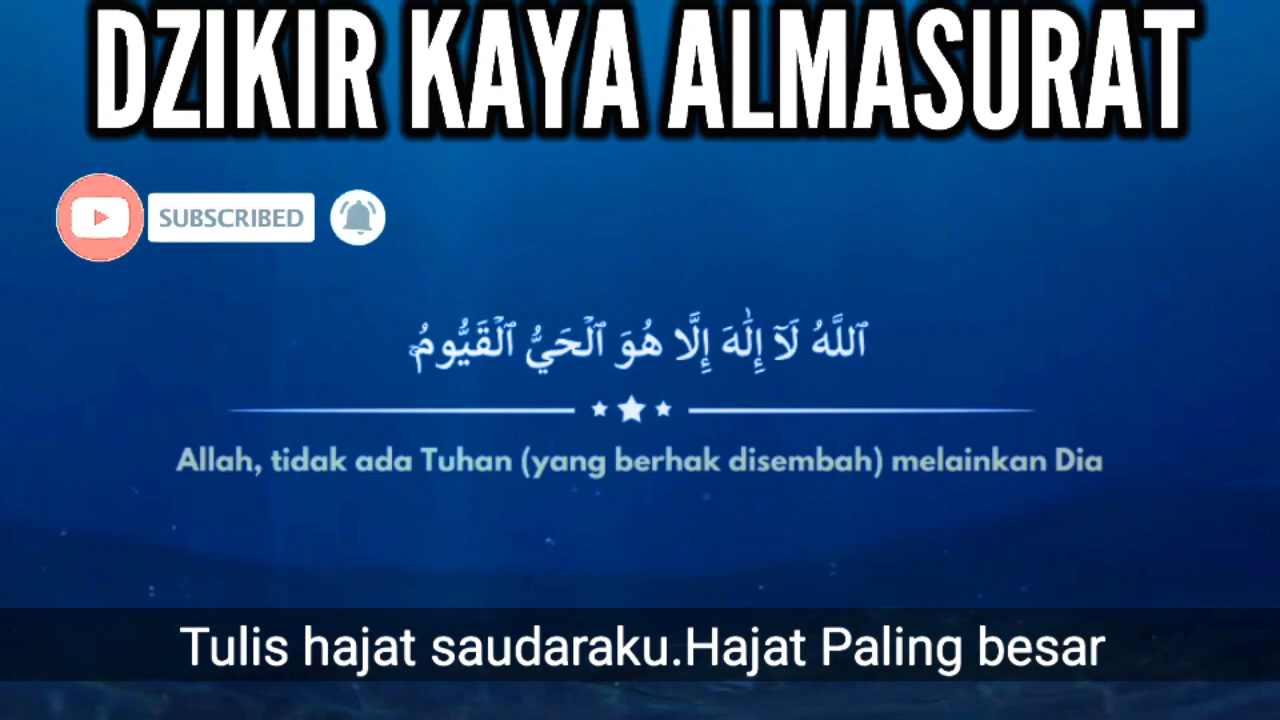 DZIKIR KAYA ALMASURAT
SUBSCRIBED
ٱللَّهُ لَآ إِلَٰهَ إِلَّا هُوَ ٱلْحَيُّ ٱلْقَيُّومُ ۚ
Allah, tidak ada Tuhan (yang berhak disembah) melainkan Dia
Tulis hajat saudaraku.Hajat Paling besar